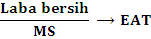 Laba bersih
MS → EAT